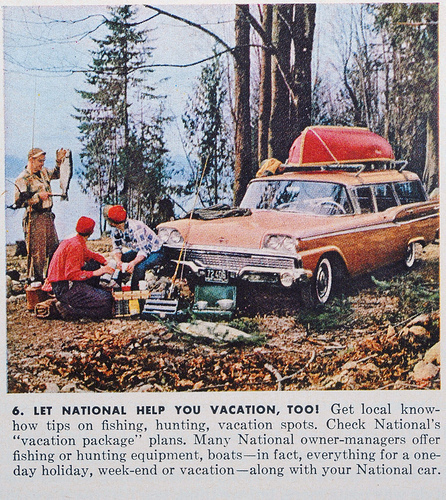 6. LET NATIONAL HELP YOU VACATION, TOO! Get local know-
how tips on fishing, hunting, vacation spots. Check National's
"vacation package" plans. Many National owner-managers offer
fishing or hunting equipment, boats—in fact, everything for a one-
day holiday, week-end or vacation—along with your National car.